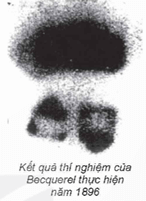 Kết quả thí nghiệm của
Becquerel thực hiện
năm 1896